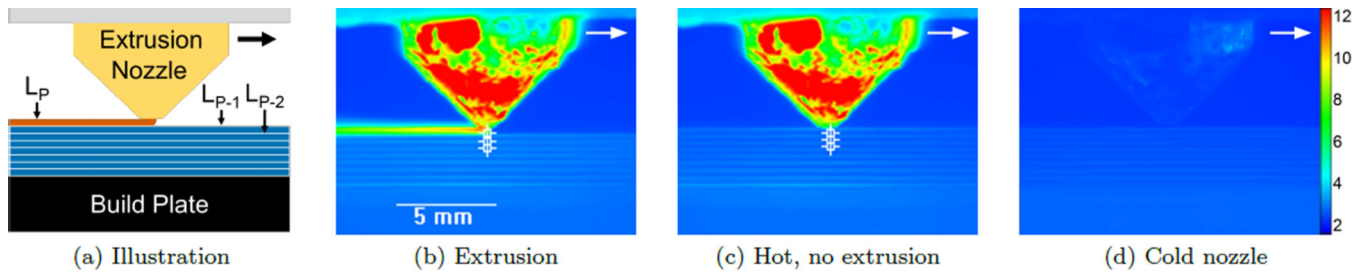 Extrusion
Nozzle
L_P
L_P-1 L_P-2
Build Plate
(a) Illustration
5 mm
(b) Extrusion
(c) Hot, no extrusion
12
10
8
6
4
2
(d) Cold nozzle